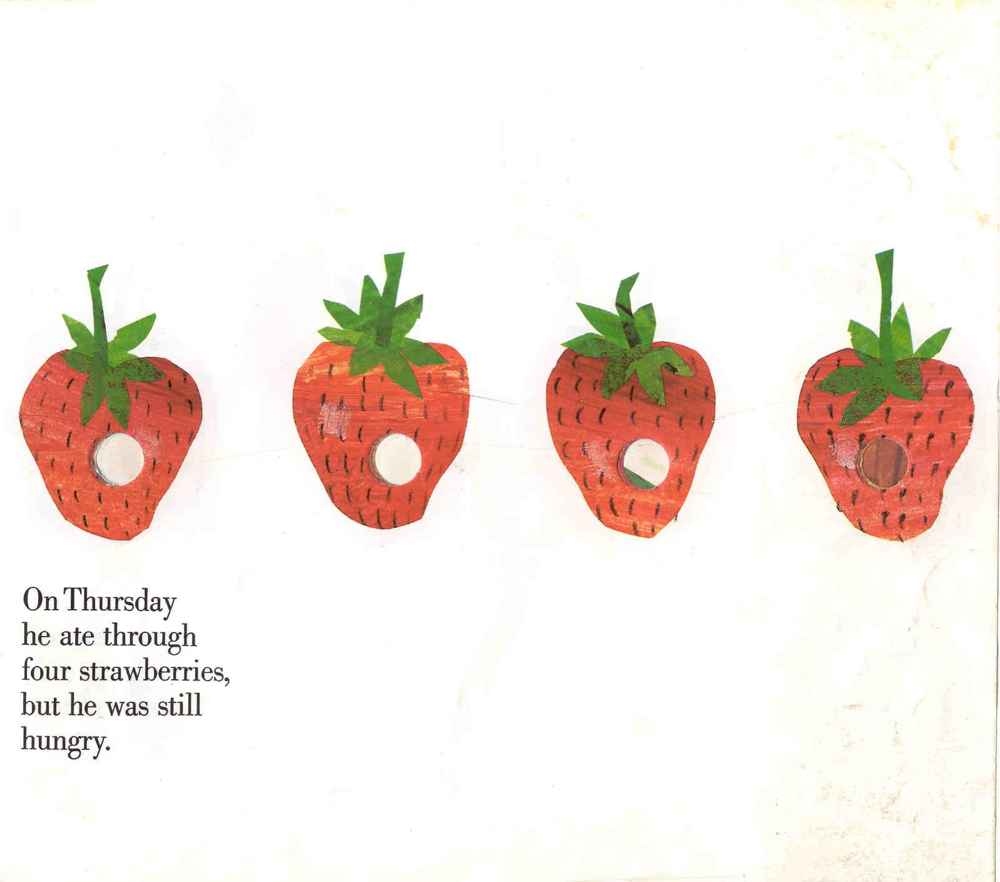 On Thursday
he ate through
four strawberries,
but he was still
hungry.